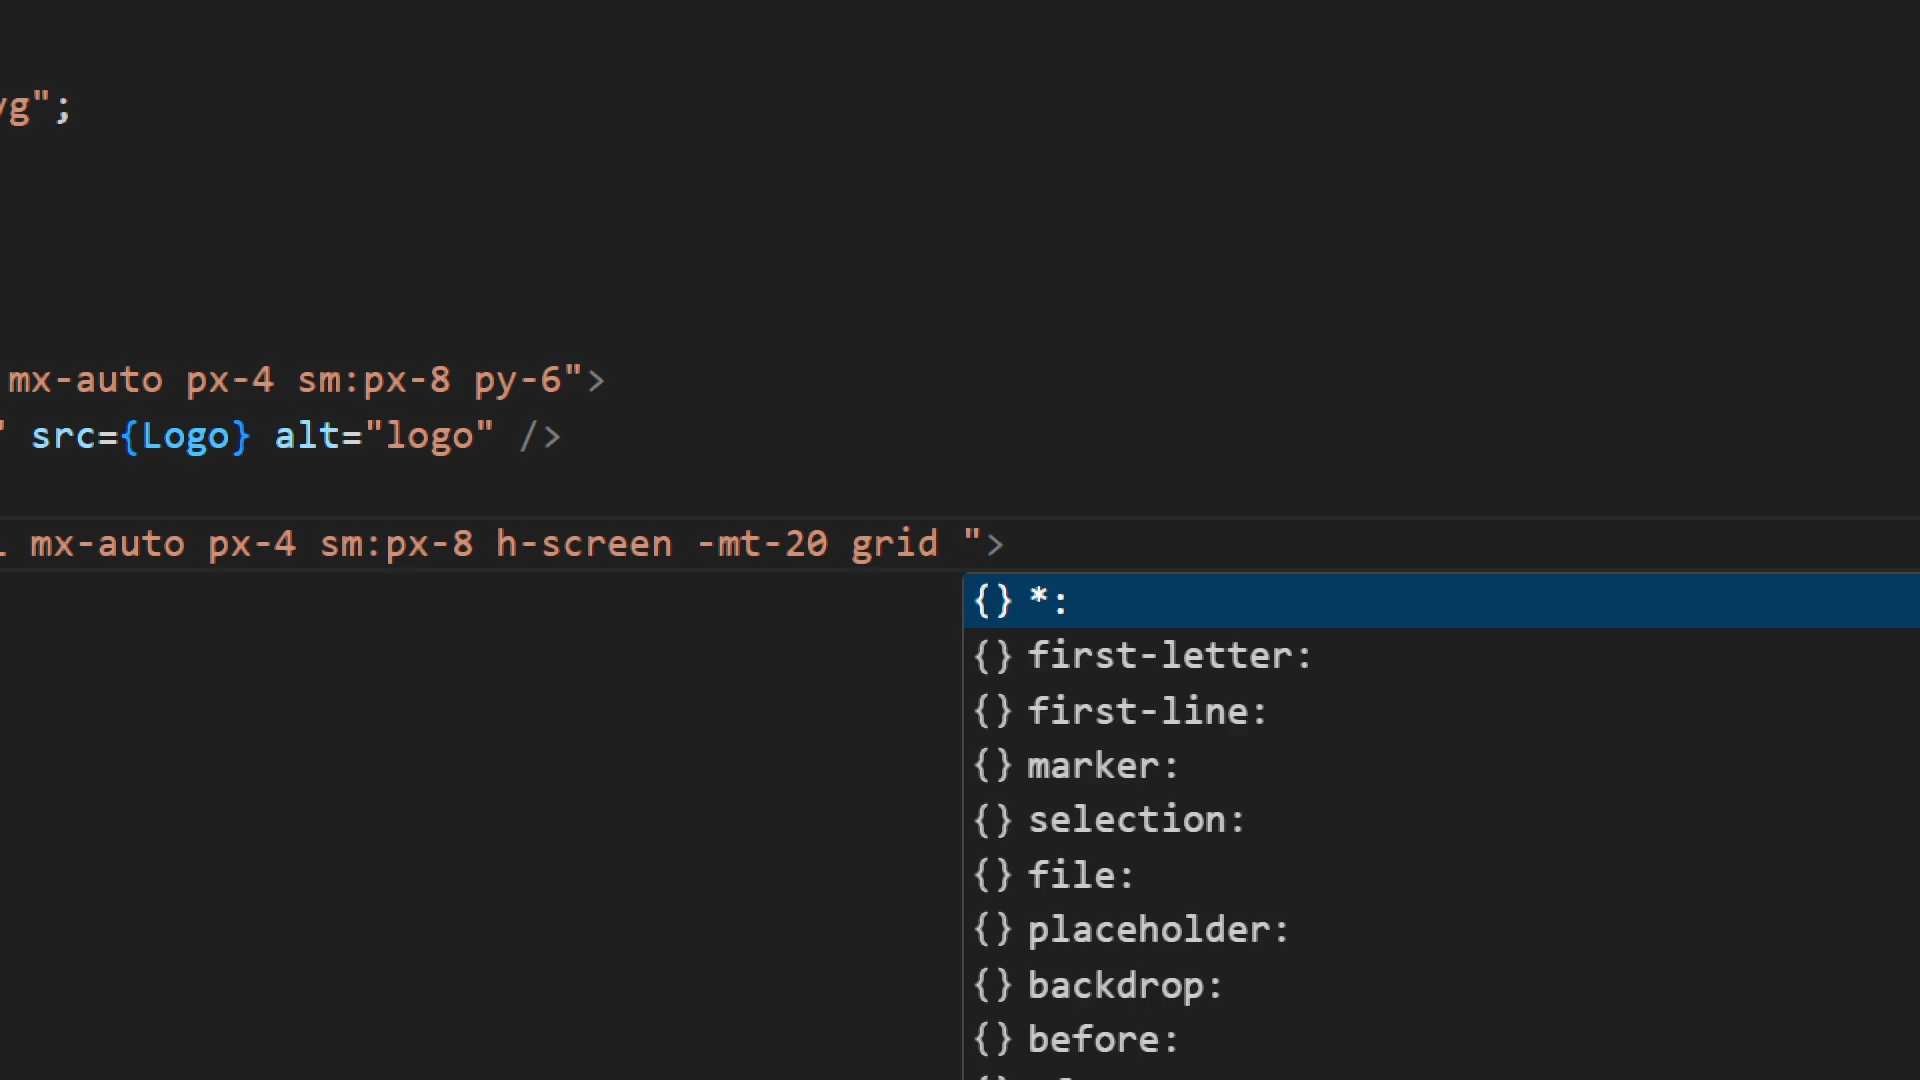 g";
mx-auto px-4 sm:px-8 py-6">
" src={Logo} alt="logo" />
mx-auto px-4 sm:px-8 h-screen -mt-20 grid ">
{} *:
{} first-letter:
{} first-line:
{} marker:
{} selection:
{} file:
{} placeholder:
{} backdrop:
{} before: